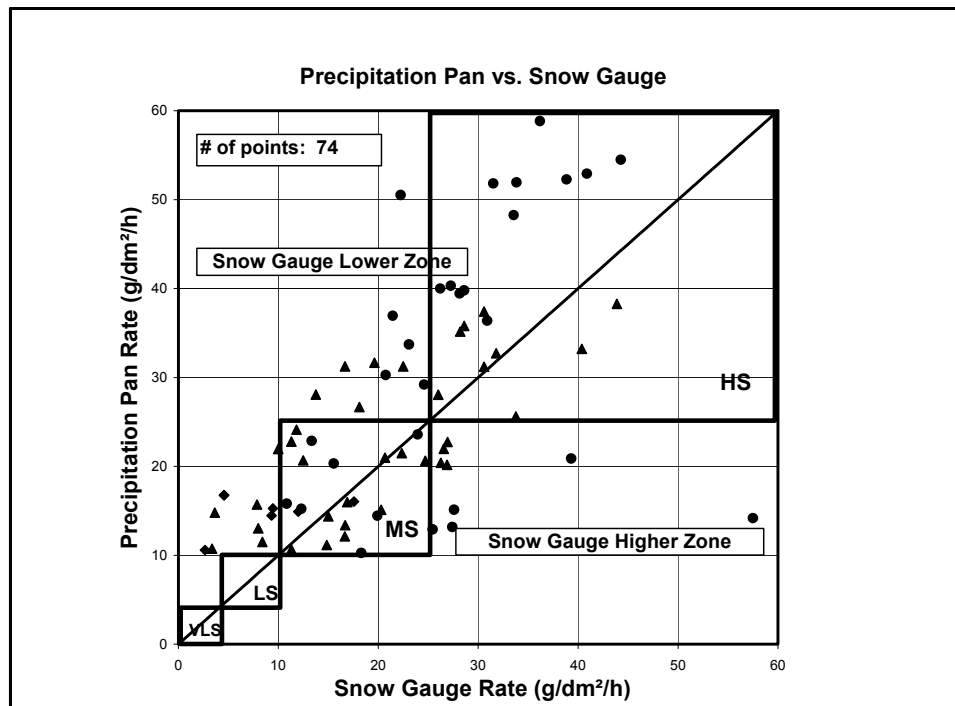 Precipitation Pan vs. Snow Gauge
# of points: 74
Snow Gauge Lower Zone
Snow Gauge Higher Zone
HS
MS
LS
VLS
Precipitation Pan Rate (g/dm²/h)
60
50
40
30
20
10
0
0 10 20 30 40 50 60
Snow Gauge Rate (g/dm²/h)